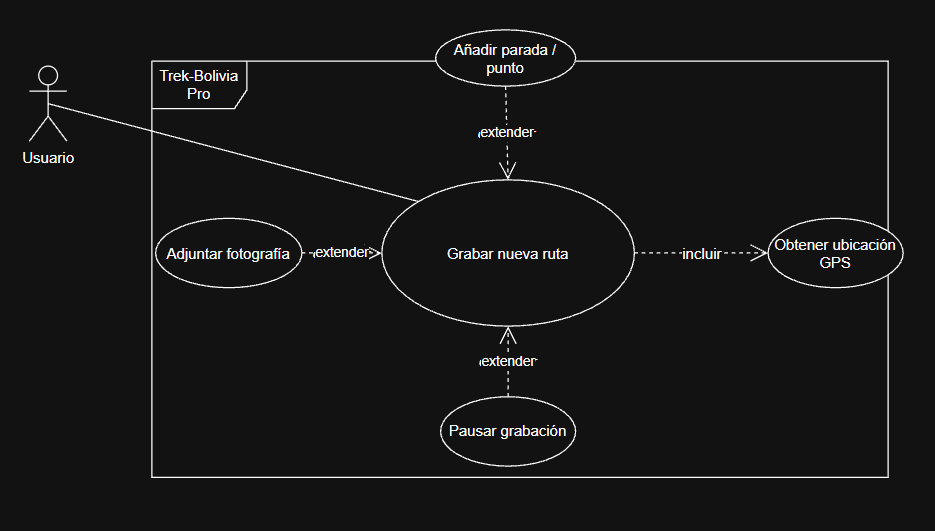 Añadir parada /
punto
Trek-Bolivia
Pro
Usuario
extender
Adjuntar fotografía
extender
Grabar nueva ruta
incluir
Obtener ubicación
GPS
extender
Pausar grabación